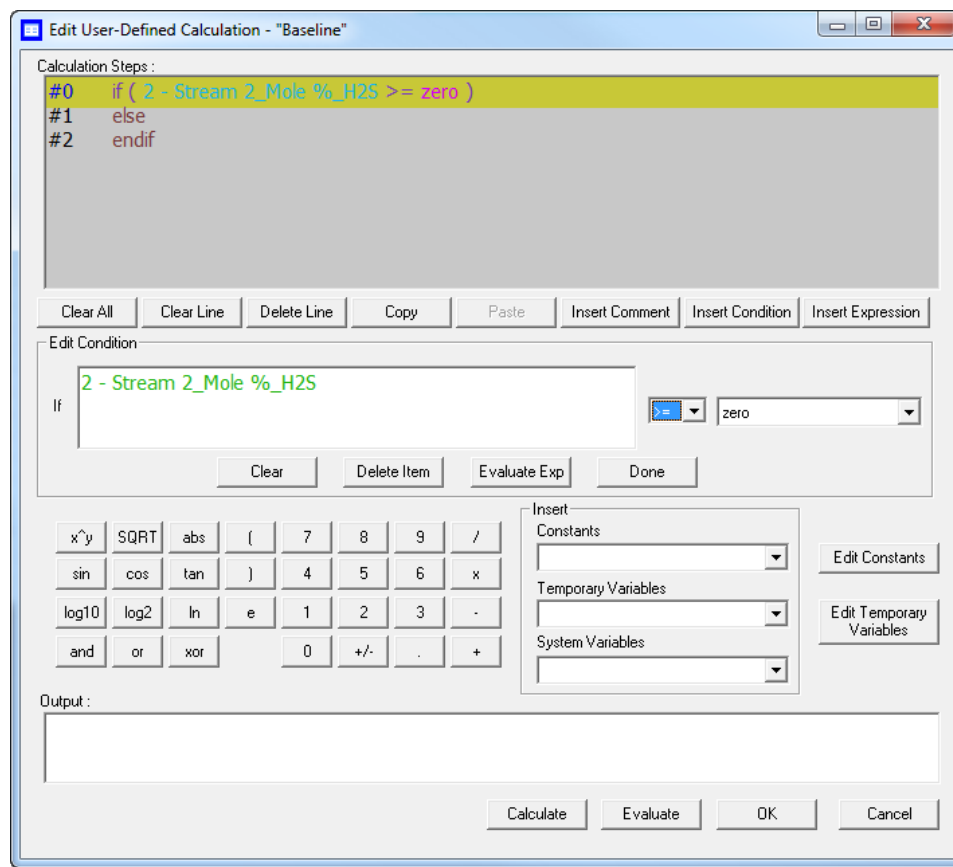 Edit User-Defined Calculation - "Baseline"
Calculation Steps :
#0 if ( 2 - Stream 2_Mole %_H2S >= zero )
#1 else
#2 endif
Clear All Clear Line Delete Line Copy Paste Insert Comment Insert Condition Insert Expression
Edit Condition
2 - Stream 2_Mole %_H2S
If >= zero
Clear Delete Item Evaluate Exp Done
Insert
Constants
x^y SQRT abs ( 7 8 9 /
Edit Constants
sin cos tan ) 4 5 6 x
Temporary Variables
log10 log2 ln e 1 2 3 -
Edit Temporary
Variables
System Variables
and or xor 0 +/- . +
Output :
Calculate Evaluate OK Cancel